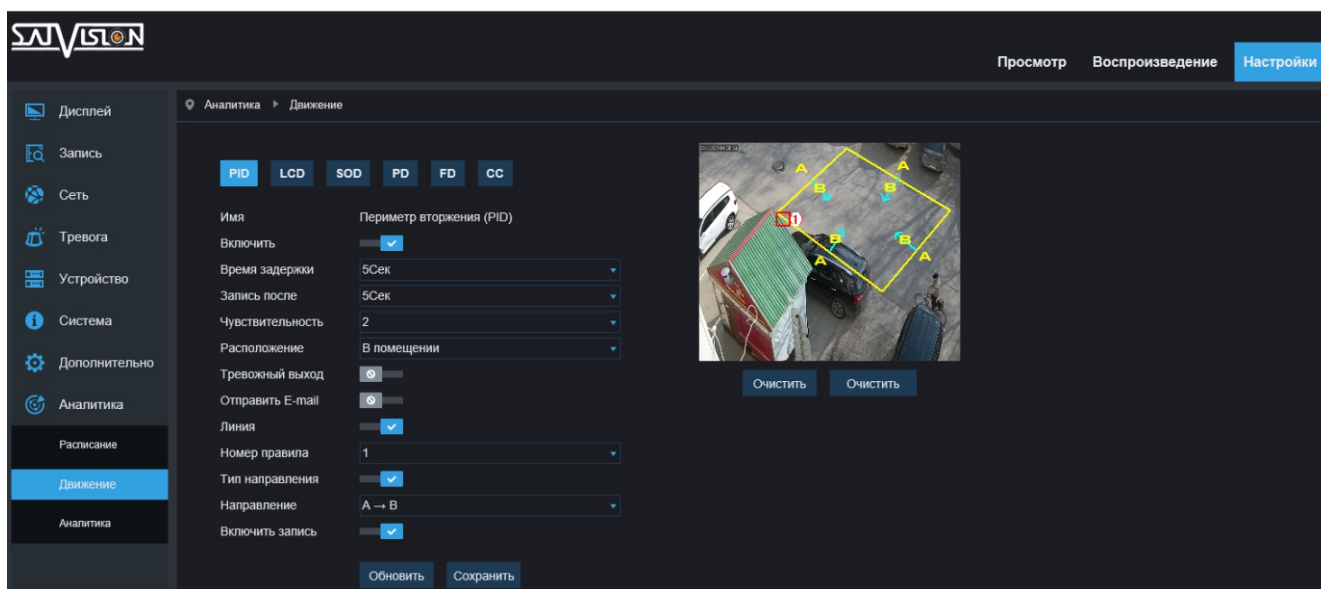 SATVISION
Просмотр Воспроизведение Настройки
Аналитика Движение
Дисплей
Запись
Сеть
Тревога
Устройство
Система
Дополнительно
Аналитика
Расписание
Движение
Аналитика
PID LCD SOD PD FD CC
Имя Периметр вторжения (PID)
Включить
Время задержки 5Сек
Запись после 5Сек
Чувствительность 2
Расположение В помещении
Тревожный выход
Отправить E-mail
Линия
Номер правила 1
Тип направления
Направление A → B
Включить запись
Обновить Сохранить
A A
B B
1
B B
A A
Очистить Очистить